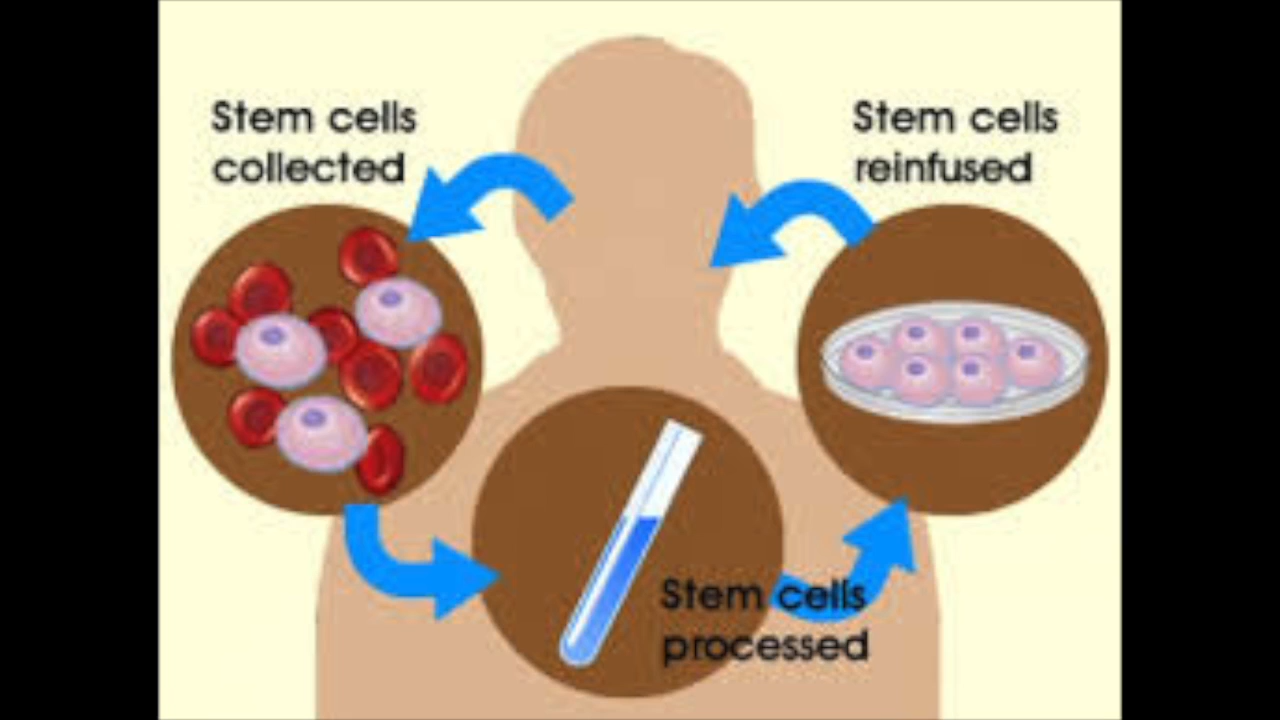 Stem cells
collected
Stem cells
reinfused
Stem cells
processed